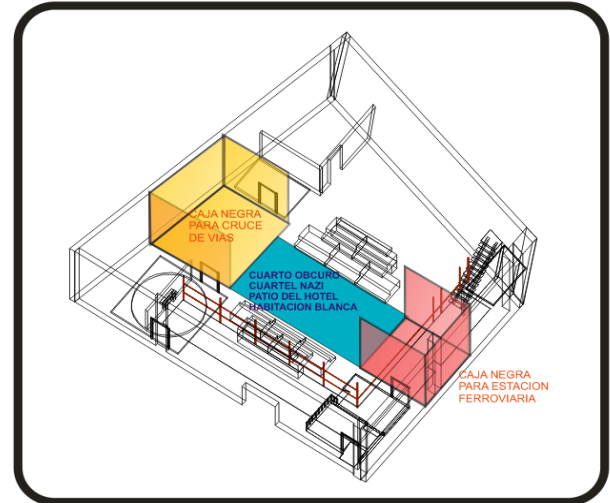 CAJA NEGRA
PARA CRUCE
DE VIAS
CUARTO OBCURO
CUARTEL NAZI
PATIO DEL HOTEL
HABITACION BLANCA
CAJA NEGRA
PARA ESTACION
FERROVIARIA